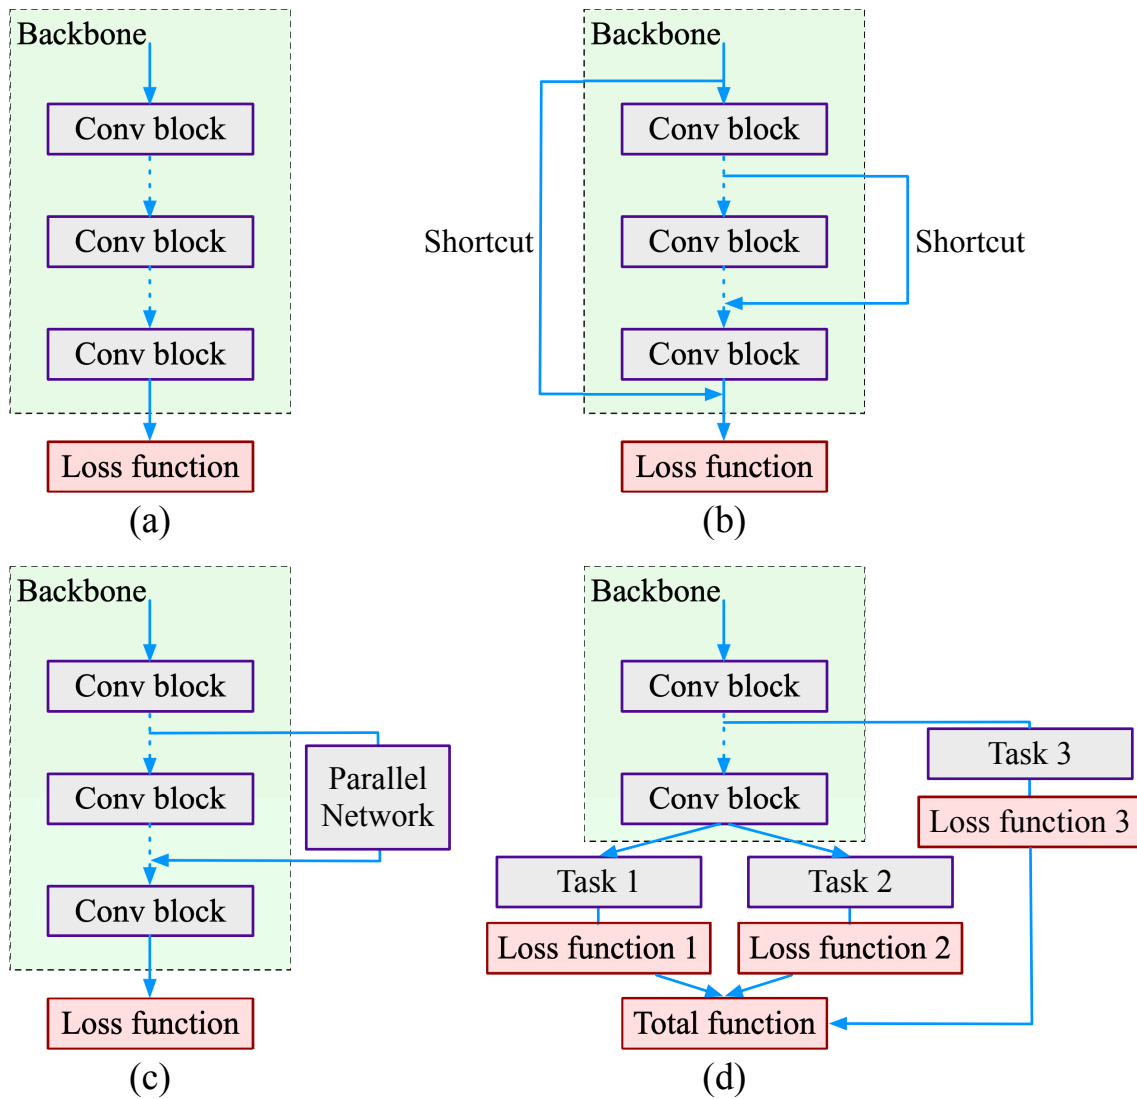 Backbone
Conv block
Conv block
Conv block
Loss function
(a)
Backbone
Conv block
Shortcut
Conv block
Shortcut
Conv block
Loss function
(b)
Backbone
Conv block
Parallel
Network
Conv block
Conv block
Loss function
(c)
Backbone
Conv block
Task 3
Conv block
Loss function 3
Task 1
Task 2
Loss function 1
Loss function 2
Total function
(d)